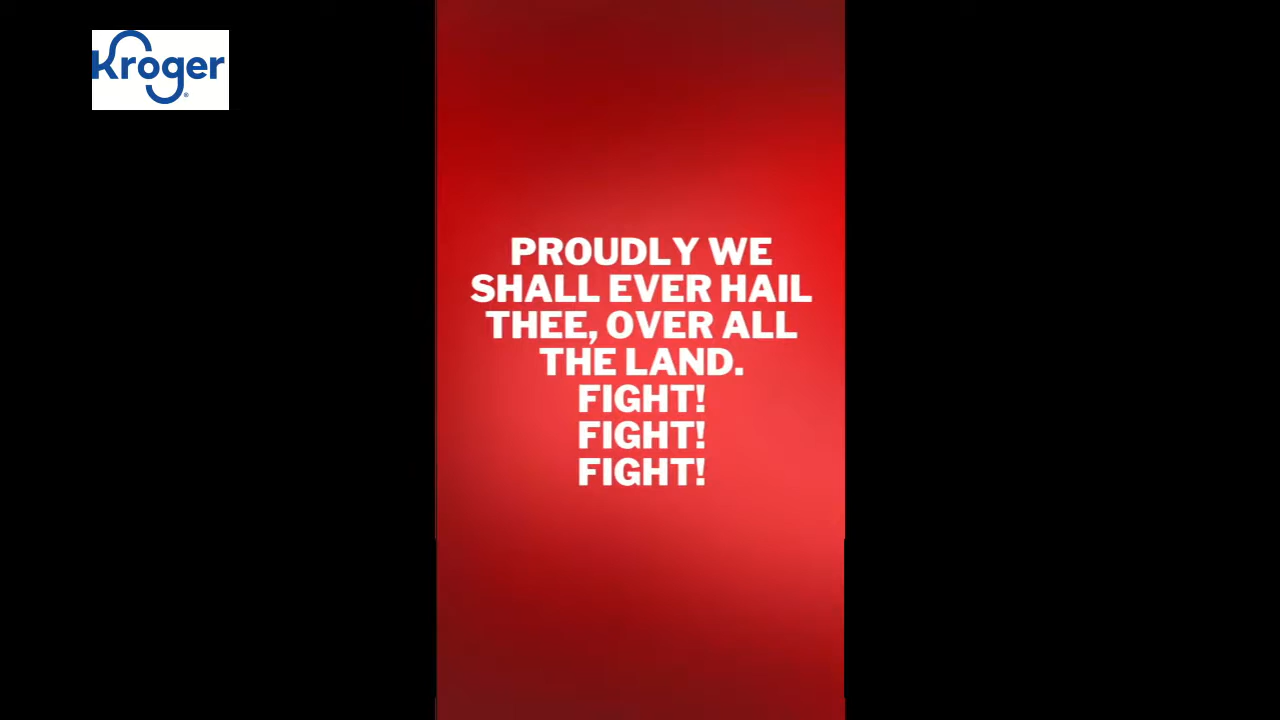 Kroger
PROUDLY WE
SHALL EVER HAIL
THEE, OVER ALL
THE LAND.
FIGHT!
FIGHT!
FIGHT!